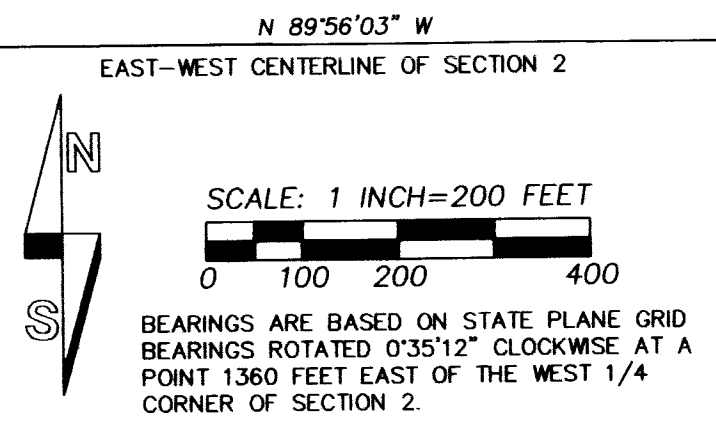 N 89°56'03" W
EAST-WEST CENTERLINE OF SECTION 2
N
SCALE: 1 INCH=200 FEET
0 100 200 400
S
BEARINGS ARE BASED ON STATE PLANE GRID
BEARINGS ROTATED 0°35'12" CLOCKWISE AT A
POINT 1360 FEET EAST OF THE WEST 1/4
CORNER OF SECTION 2.